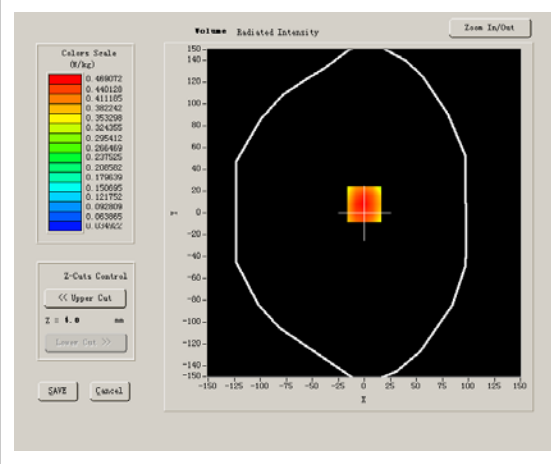 Volume Radiated Intensity
Zoom In/Out
Colors Scale
(W/kg)
0.469072
0.440128
0.411185
0.382242
0.353298
0.324355
0.295412
0.266469
0.237525
0.208582
0.179639
0.150695
0.121752
0.092809
0.063865
0.034922
150
140
120
100
80
60
40
20
0
-20
-40
-60
-80
-100
-120
-140
-150
-150 -125 -100 -75 -50 -25 0 25 50 75 100 125 150
X
Z-Cuts Control
<< Upper Cut
Z = 4.0 mm
Lower Cut >>
SAVE
Cancel